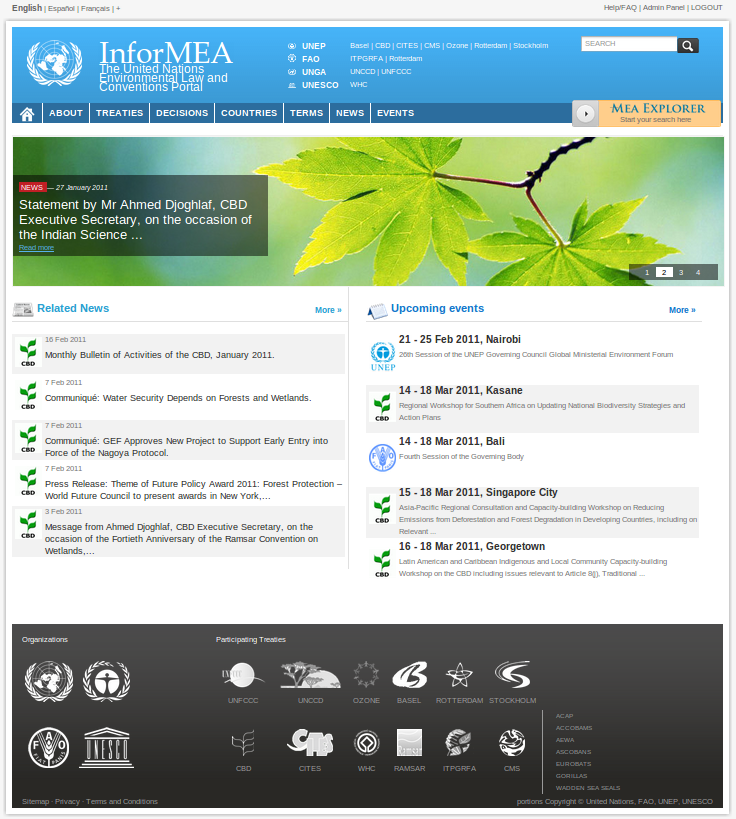 English | Español | Français | +
Help/FAQ | Admin Panel | LOGOUT
InforMEA
The United Nations
Environmental Law and
Conventions Portal
UNEP Basel | CBD | CITES | CMS | Ozone | Rotterdam | Stockholm
FAO ITPGRFA | Rotterdam
UNGA UNCCD | UNFCCC
UNESCO WHC
SEARCH
ABOUT TREATIES DECISIONS COUNTRIES TERMS NEWS EVENTS
MEA EXPLORER
Start your search here
NEWS — 27 January 2011
Statement by Mr Ahmed Djoghlaf, CBD
Executive Secretary, on the occasion of
the Indian Science ...
Read more
1 2 3 4
Related News
More »
16 Feb 2011
Monthly Bulletin of Activities of the CBD, January 2011.
CBD
7 Feb 2011
Communiqué: Water Security Depends on Forests and Wetlands.
CBD
7 Feb 2011
Communiqué: GEF Approves New Project to Support Early Entry into
Force of the Nagoya Protocol.
CBD
7 Feb 2011
Press Release: Theme of Future Policy Award 2011: Forest Protection –
World Future Council to present awards in New York,...
CBD
3 Feb 2011
Message from Ahmed Djoghlaf, CBD Executive Secretary, on the
occasion of the Fortieth Anniversary of the Ramsar Convention on
Wetlands,...
CBD
Upcoming events
More »
21 - 25 Feb 2011, Nairobi
26th Session of the UNEP Governing Council Global Ministerial Environment Forum
UNEP
14 - 18 Mar 2011, Kasane
Regional Workshop for Southern Africa on Updating National Biodiversity Strategies and
Action Plans
CBD
14 - 18 Mar 2011, Bali
Fourth Session of the Governing Body
FAO
15 - 18 Mar 2011, Singapore City
Asia-Pacific Regional Consultation and Capacity-building Workshop on Reducing
Emissions from Deforestation and Forest Degradation in Developing Countries, including on
Relevant ...
CBD
16 - 18 Mar 2011, Georgetown
Latin American and Caribbean Indigenous and Local Community Capacity-building
Workshop on the CBD including issues relevant to Article 8(j), Traditional ...
CBD
Organizations
Participating Treaties
UNFCCC UNCCD OZONE BASEL ROTTERDAM STOCKHOLM
FAO
FIAT PANIS
UNESCO
CITES
CBD CITES WHC RAMSAR ITPGRFA CMS
ACAP
ACCOBAMS
AEWA
ASCOBANS
EUROBATS
GORILLAS
WADDEN SEA SEALS
Sitemap · Privacy · Terms and Conditions
portions Copyright © United Nations, FAO, UNEP, UNESCO